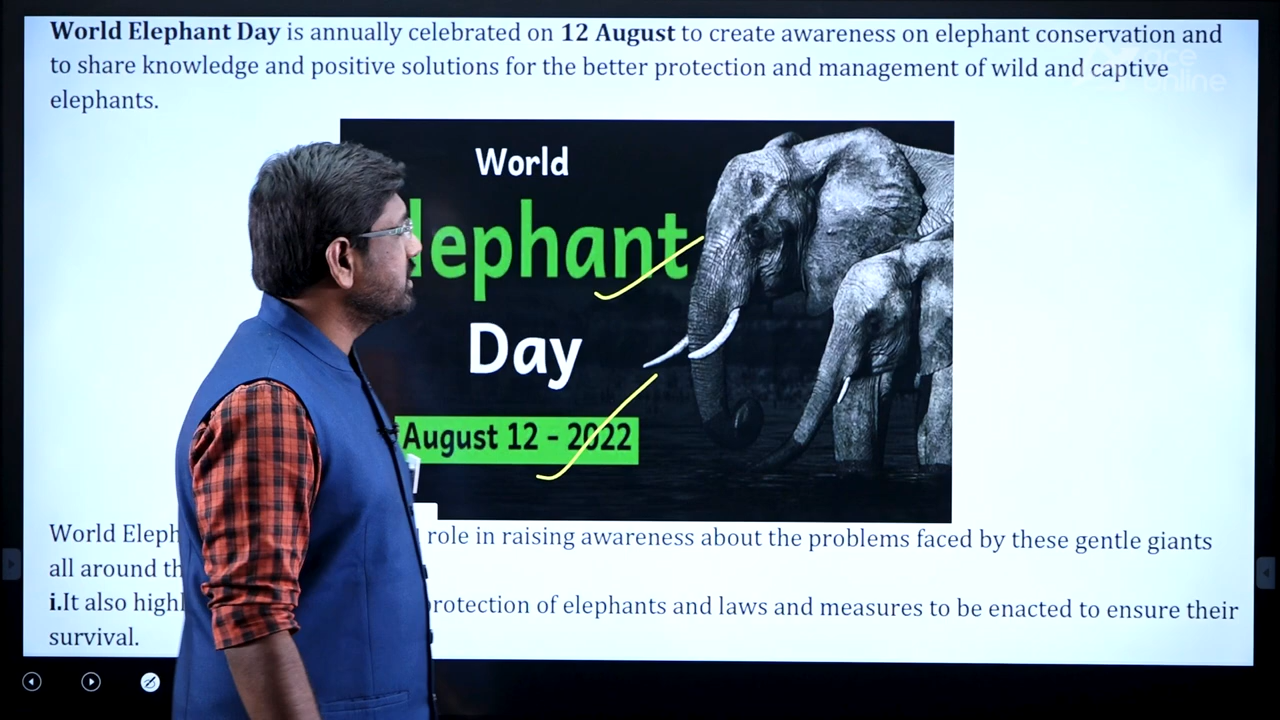 World Elephant Day is annually celebrated on 12 August to create awareness on elephant conservation and
to share knowledge and positive solutions for the better protection and management of wild and captive
elephants.
ace
online
World
lephant
Day
August 12 - 2022
World Eleph role in raising awareness about the problems faced by these gentle giants
all around th
i.It also highl protection of elephants and laws and measures to be enacted to ensure their
survival.